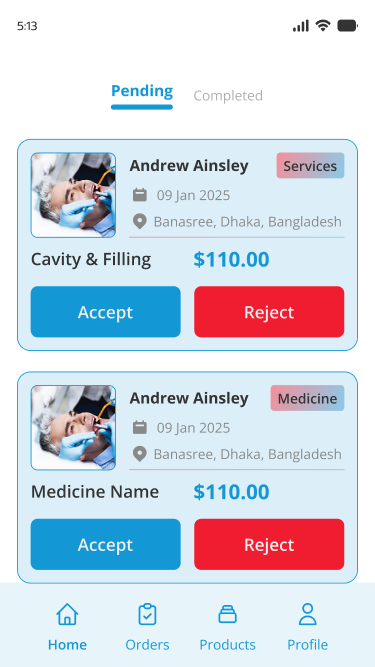 5:13
Pending Completed
Andrew Ainsley Services
09 Jan 2025
Banasree, Dhaka, Bangladesh
Cavity & Filling $110.00
Accept Reject
Andrew Ainsley Medicine
09 Jan 2025
Banasree, Dhaka, Bangladesh
Medicine Name $110.00
Accept Reject
Home Orders Products Profile